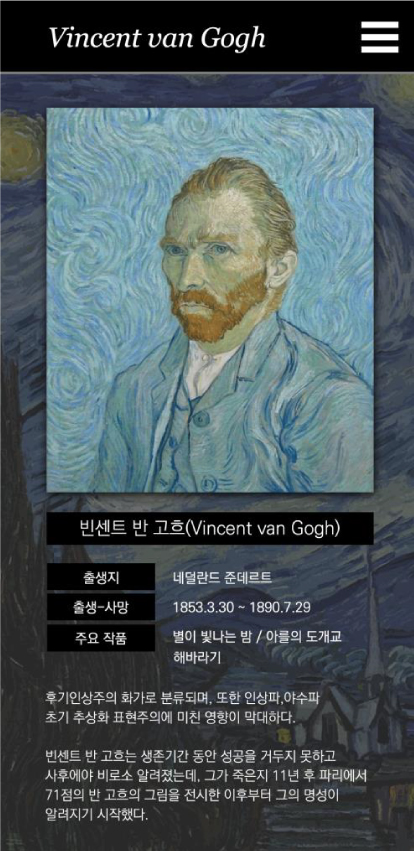 Vincent van Gogh
빈센트 반 고흐(Vincent van Gogh)
출생지 네덜란드 준데르트
출생-사망 1853.3.30 ~ 1890.7.29
주요 작품 별이 빛나는 밤 / 아를의 도개교
해바라기
후기인상주의 화가로 분류되며, 또한 인상파,야수파
초기 추상화 표현주의에 미친 영향이 막대하다.
빈센트 반 고흐는 생존기간 동안 성공을 거두지 못하고
사후에야 비로소 알려졌는데, 그가 죽은지 11년 후 파리에서
71점의 반 고흐의 그림을 전시한 이후부터 그의 명성이
알려지기 시작했다.